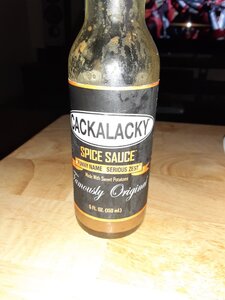 CACKALACKY
SPICE SAUCE
FUNNY NAME SERIOUS ZEST
Made With Sweet Potatoes
Famously Original
5 FL. OZ. (150 mL)